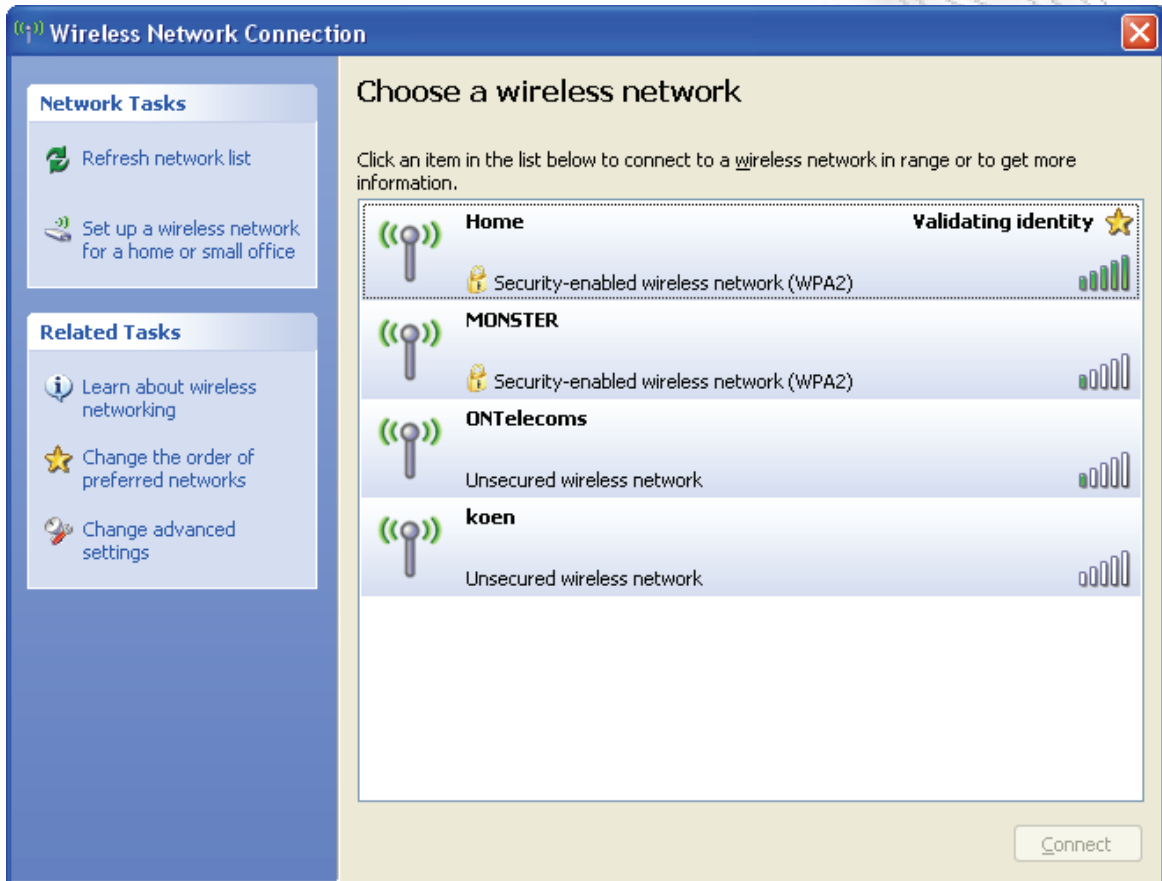 Wireless Network Connection
Network Tasks
Refresh network list
Set up a wireless network
for a home or small office
Related Tasks
Learn about wireless
networking
Change the order of
preferred networks
Change advanced
settings
Choose a wireless network
Click an item in the list below to connect to a wireless network in range or to get more
information.
Home Validating identity
Security-enabled wireless network (WPA2)
MONSTER
Security-enabled wireless network (WPA2)
ONTelecoms
Unsecured wireless network
koen
Unsecured wireless network
Connect